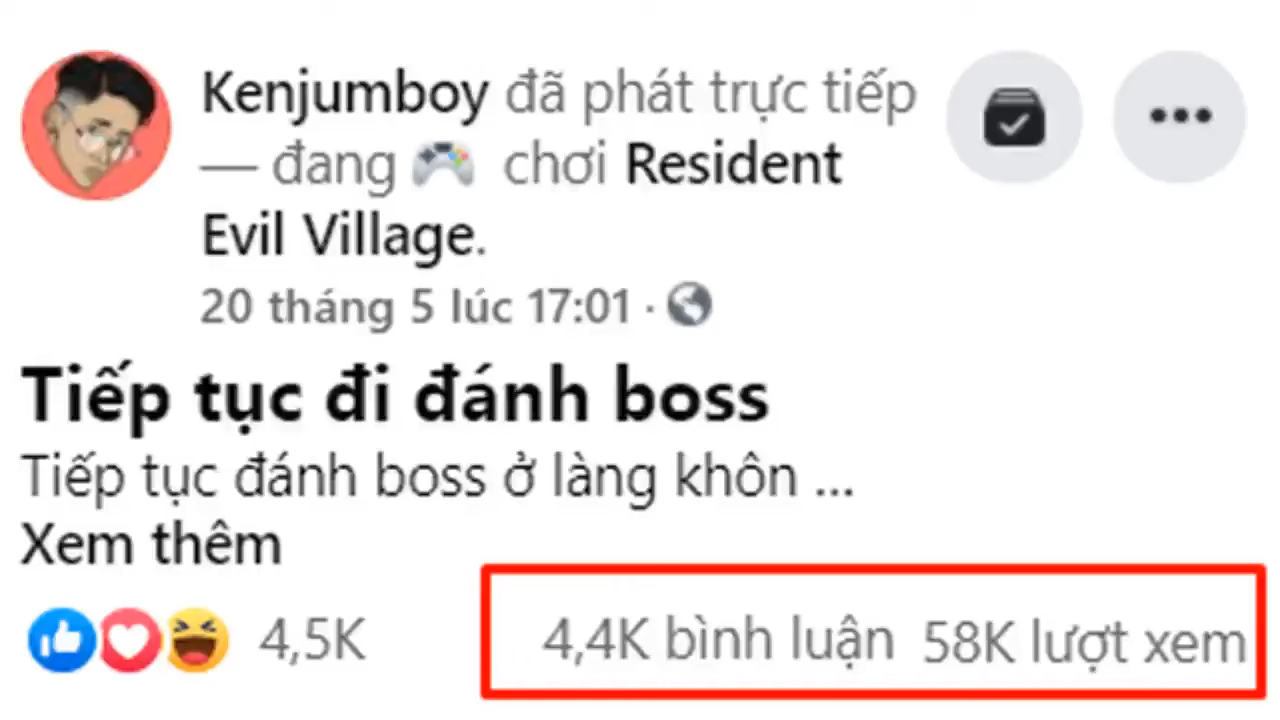 Kenjumboy đã phát trực tiếp
— đang chơi Resident
Evil Village.
20 tháng 5 lúc 17:01 ·
Tiếp tục đi đánh boss
Tiếp tục đánh boss ở làng khôn ...
Xem thêm
4,5K 4,4K bình luận 58K lượt xem